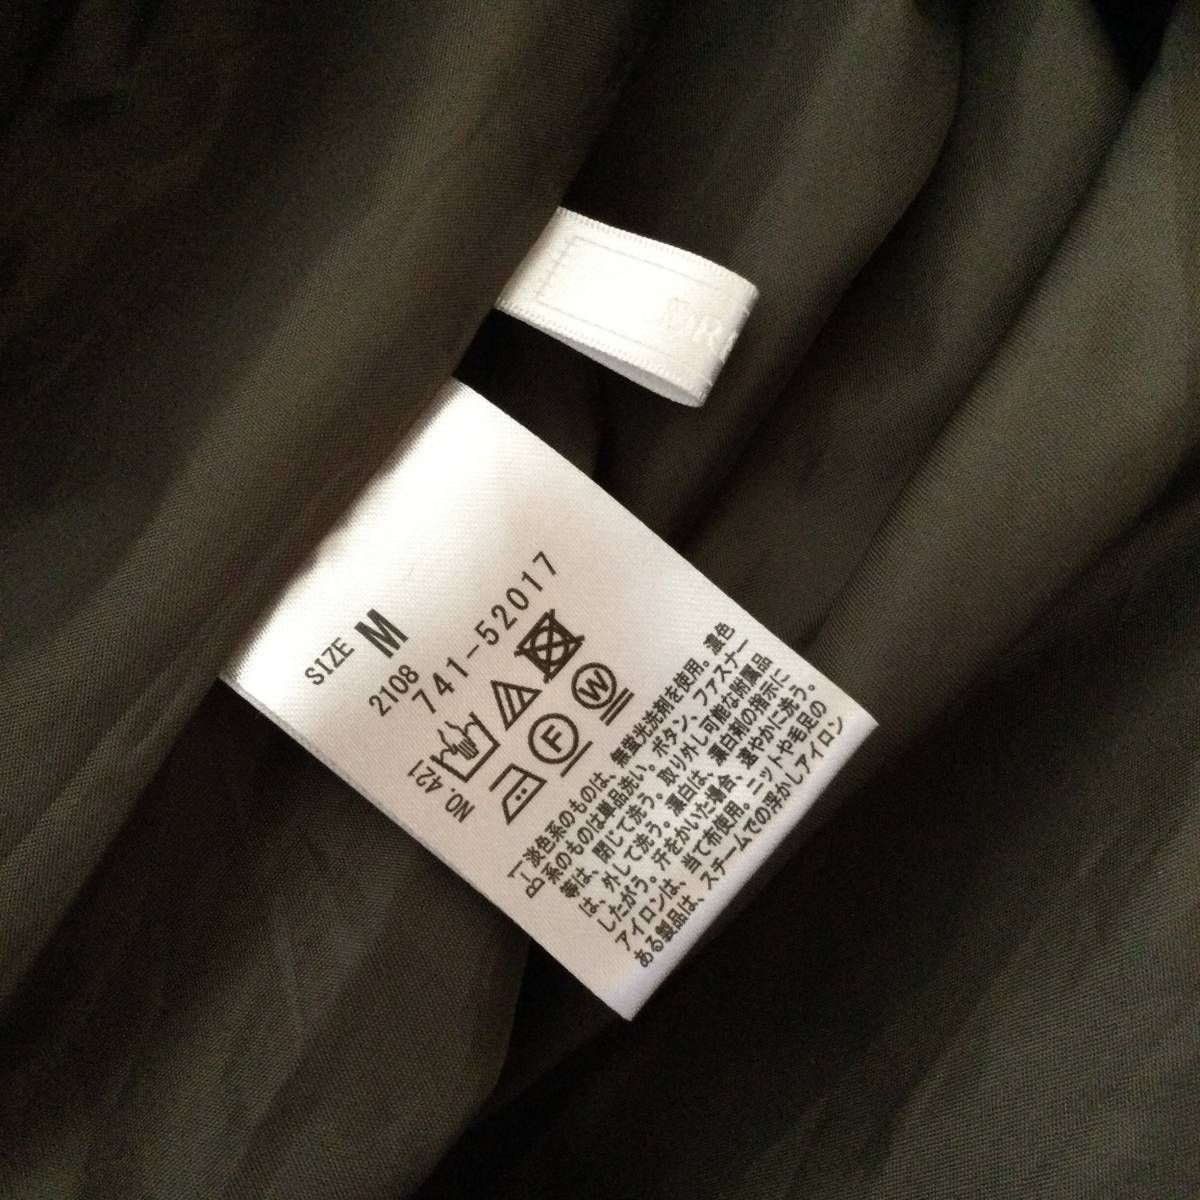 SIZE M
2108
741-52017
NO.421
F
W
淡色系のものは、無蛍光洗剤を使用。濃色
系のものは単品洗い。ボタン、ファスナー
等は、閉じて洗う。取り外し可能な附属品
は、外して洗う。漂白は、漂白剤の指示に
したがう。汗をかいた場合、速やかに洗う。
アイロンは、当て布使用。ニットや毛足の
ある製品は、スチームでの浮かしアイロン